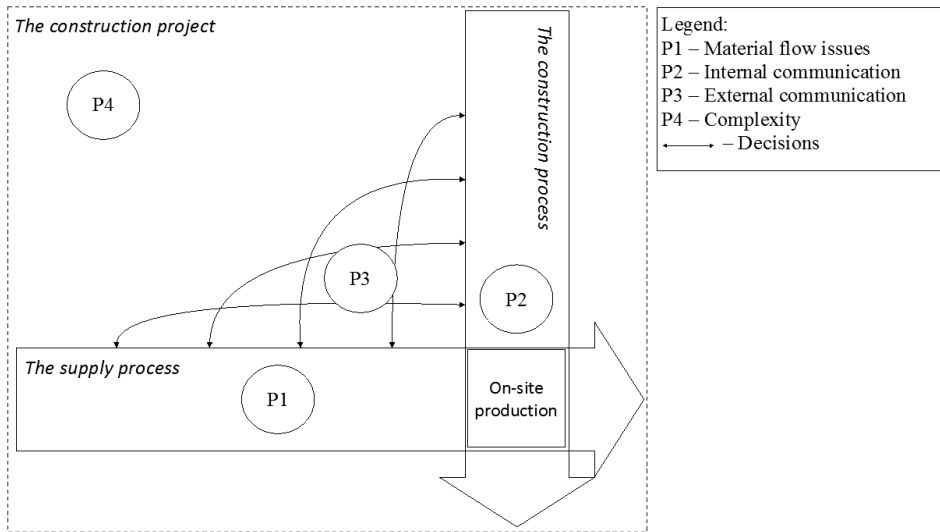 The construction project
The construction process
P4
P3
P2
The supply process
P1
On-site
production
Legend:
P1 – Material flow issues
P2 – Internal communication
P3 – External communication
P4 – Complexity
– Decisions